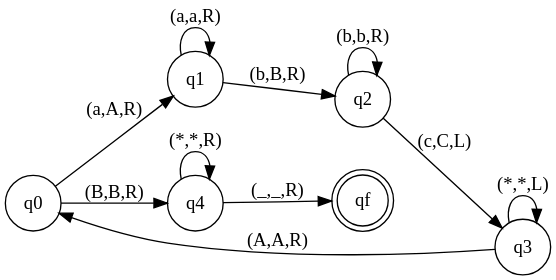 (a,a,R)
(b,b,R)
q1
(b,B,R)
q2
(a,A,R)
(*,*,R)
(c,C,L)
q0
(B,B,R)
q4
(_,_,R)
qf
(*,*,L)
(A,A,R)
q3